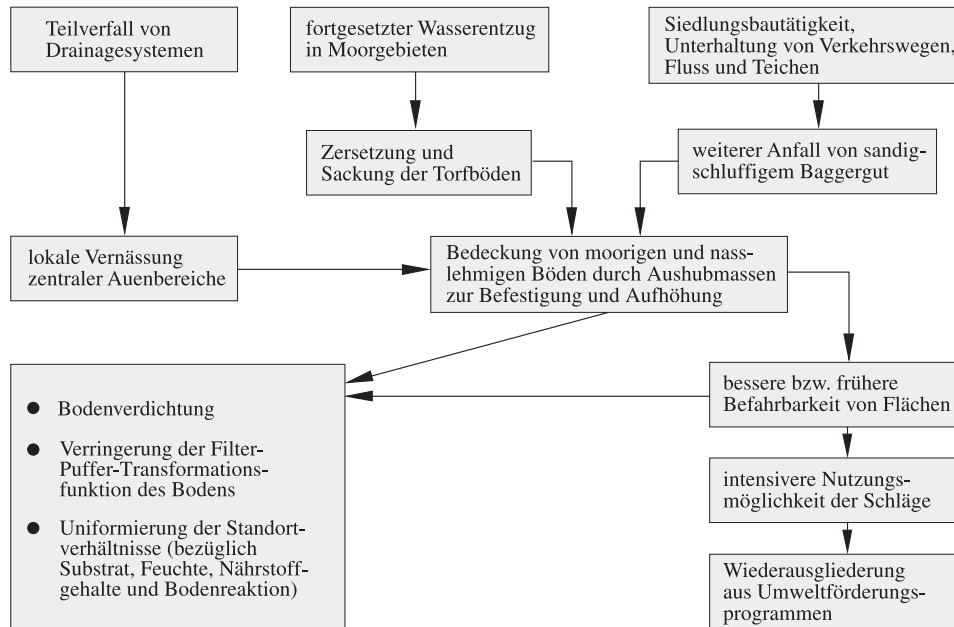 Teilverfall von
Drainagesystemen
fortgesetzter Wasserentzug
in Moorgebieten
Siedlungsbautätigkeit,
Unterhaltung von Verkehrswegen,
Fluss und Teichen
Zersetzung und
Sackung der Torfböden
weiterer Anfall von sandig-
schluffigem Baggergut
lokale Vernässung
zentraler Auenbereiche
Bedeckung von moorigen und nass-
lehmigen Böden durch Aushubmassen
zur Befestigung und Aufhöhung
● Bodenverdichtung
● Verringerung der Filter-
Puffer-Transformations-
funktion des Bodens
● Uniformierung der Standort-
verhältnisse (bezüglich
Substrat, Feuchte, Nährstoff-
gehalte und Bodenreaktion)
bessere bzw. frühere
Befahrbarkeit von Flächen
intensivere Nutzungs-
möglichkeit der Schläge
Wiederausgliederung
aus Umweltförderungs-
programmen